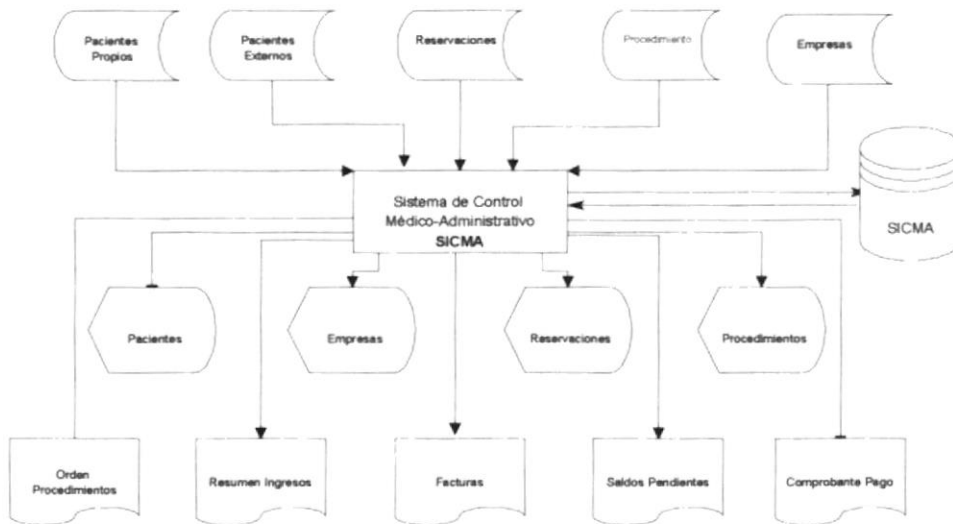 Pacientes
Propios
Pacientes
Externos
Reservaciones
Procedimiento
Empresas
Sistema de Control
Médico-Administrativo
SICMA
SICMA
Pacientes
Empresas
Reservaciones
Procedimientos
Orden
Procedimientos
Resumen Ingresos
Facturas
Saldos Pendientes
Comprobante Pago